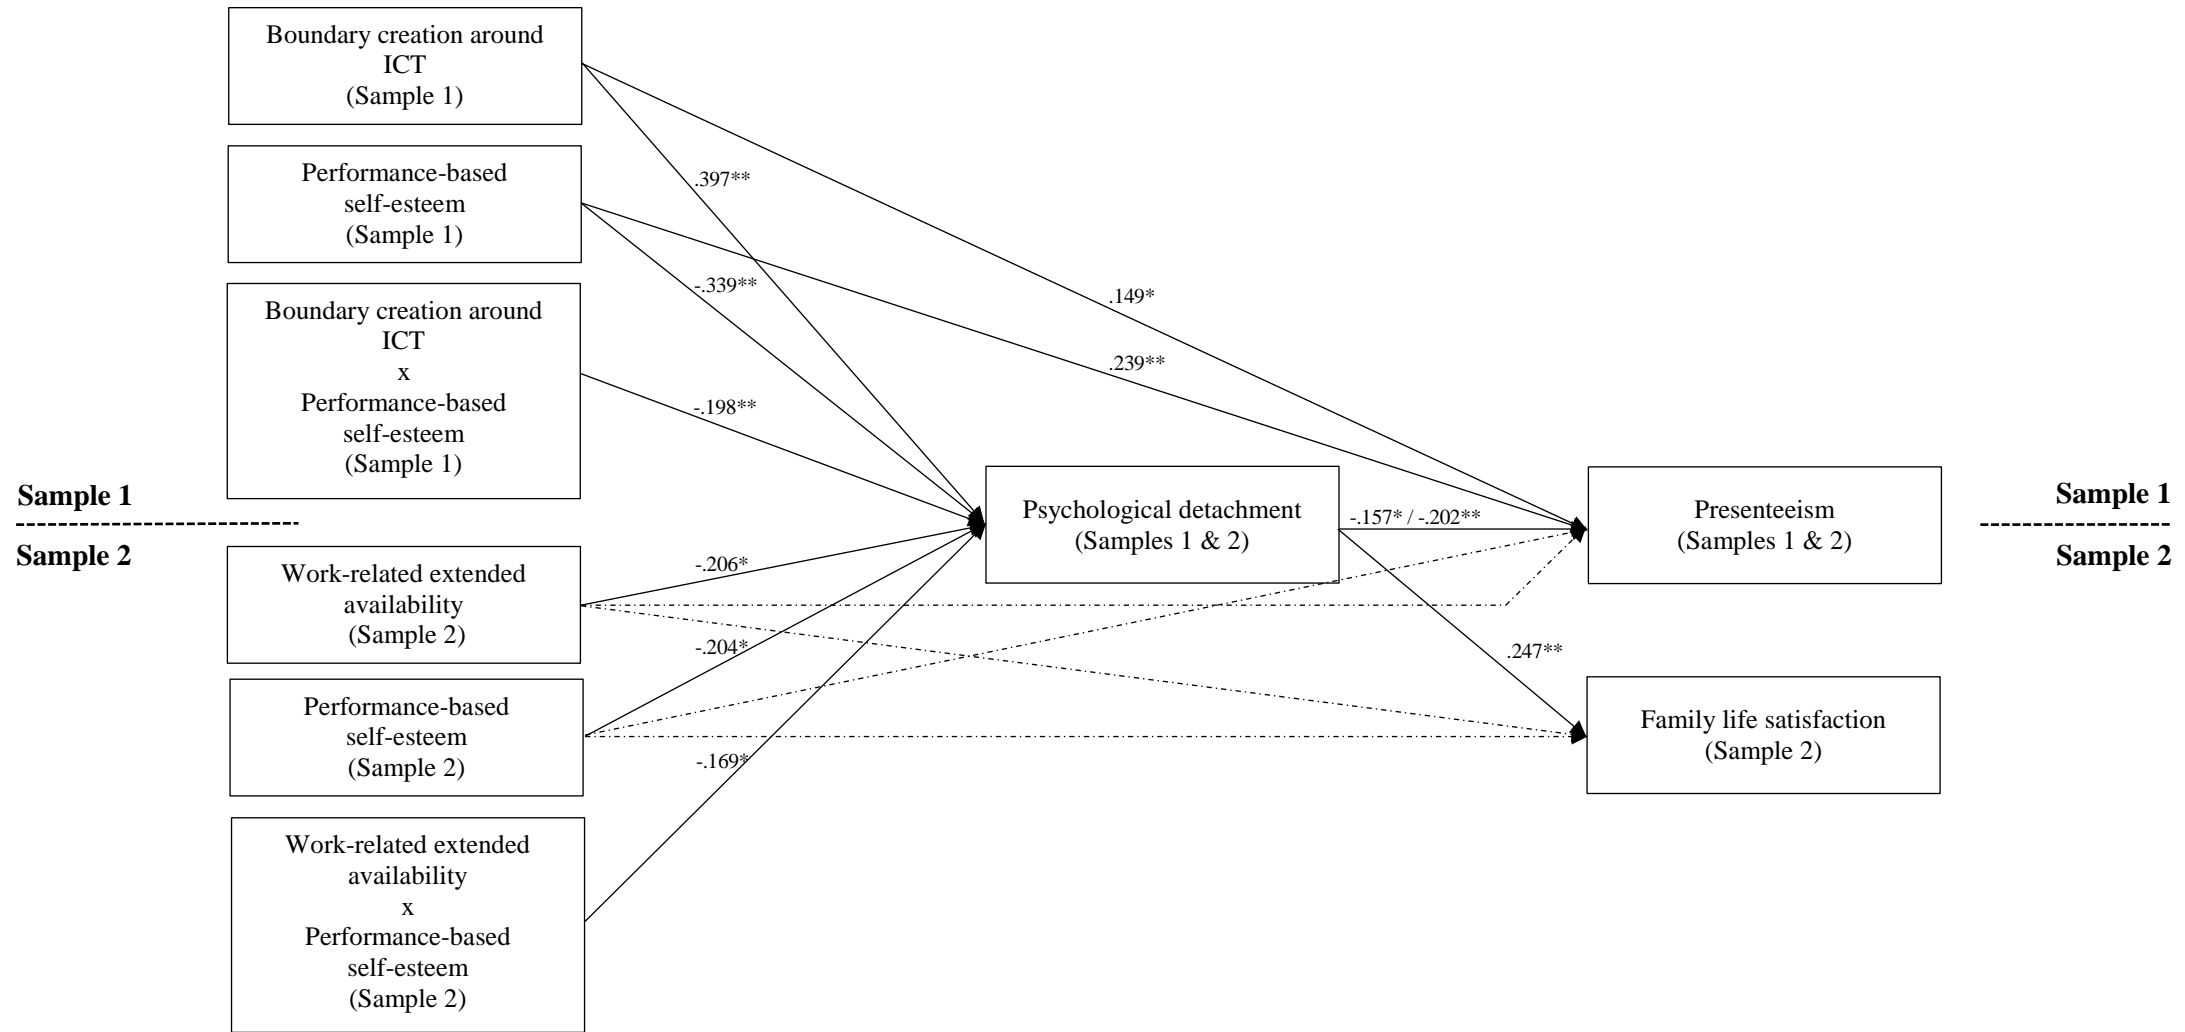 Boundary creation around
ICT
(Sample 1)
Performance-based
self-esteem
(Sample 1)
Boundary creation around
ICT
x
Performance-based
self-esteem
(Sample 1)
Sample 1
Sample 2
Work-related extended
availability
(Sample 2)
Performance-based
self-esteem
(Sample 2)
Work-related extended
availability
x
Performance-based
self-esteem
(Sample 2)
.397**
-.339**
-.198**
-.206*
-.204*
-.169*
.149*
.239**
Psychological detachment
(Samples 1 & 2)
-.157* / -.202**
.247**
Presenteeism
(Samples 1 & 2)
Family life satisfaction
(Sample 2)
Sample 1
Sample 2